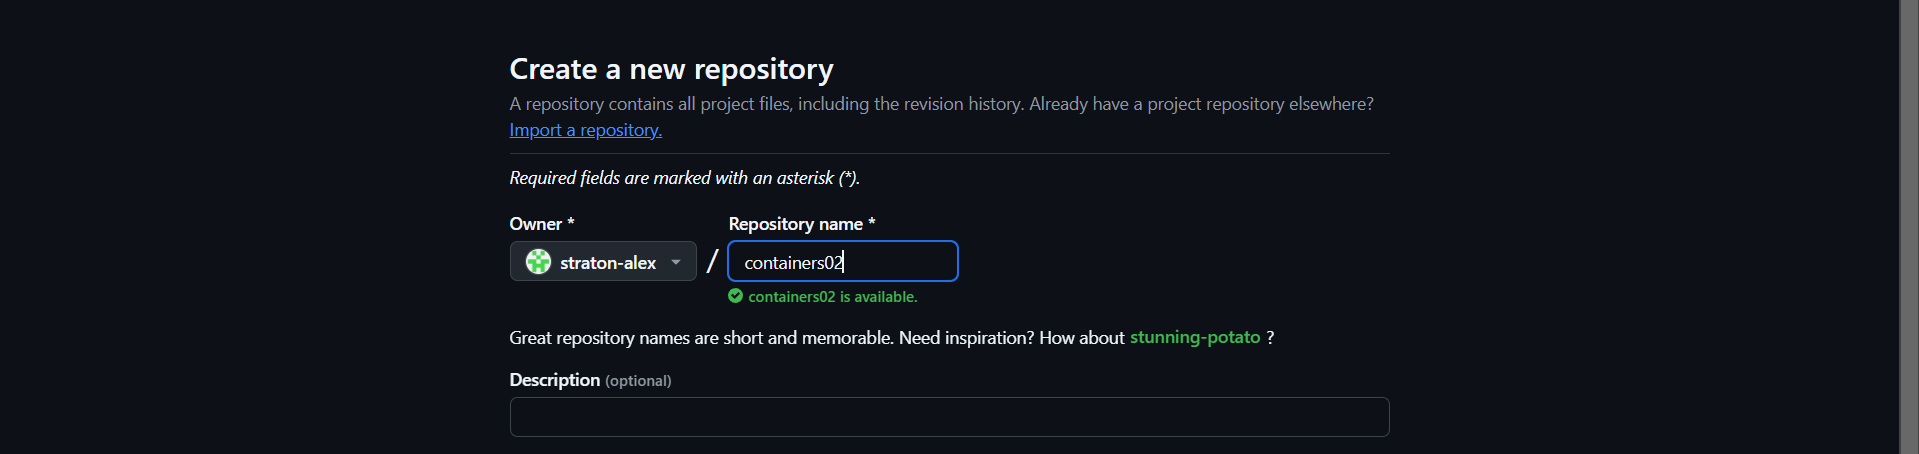 Create a new repository
A repository contains all project files, including the revision history. Already have a project repository elsewhere?
Import a repository.
Required fields are marked with an asterisk (*).
Owner * Repository name *
straton-alex / containers02
containers02 is available.
Great repository names are short and memorable. Need inspiration? How about stunning-potato ?
Description (optional)